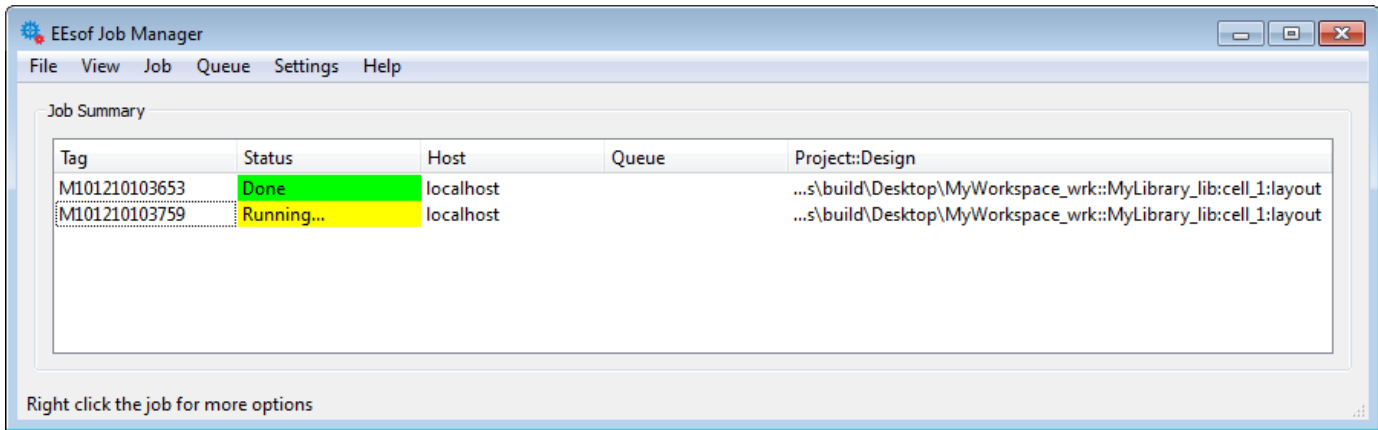 EEsof Job Manager
File View Job Queue Settings Help
Job Summary
Tag Status Host Queue Project::Design
M101210103653 Done localhost ...s\build\Desktop\MyWorkspace_wrk::MyLibrary_lib:cell_1:layout
M101210103759 Running... localhost ...s\build\Desktop\MyWorkspace_wrk::MyLibrary_lib:cell_1:layout
Right click the job for more options